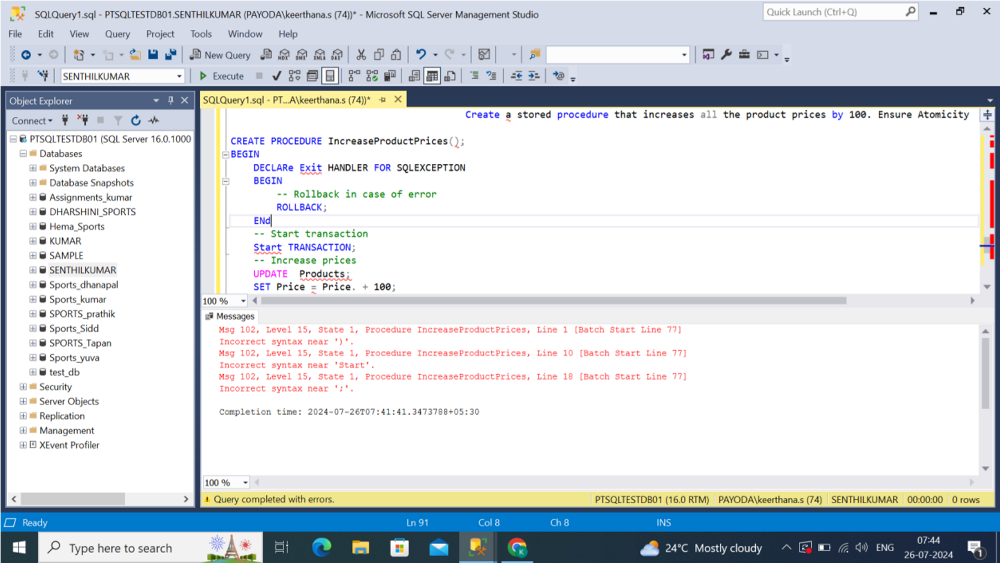 SQLQuery1.sql - PTSQLTESTDB01.SENTHILKUMAR (PAYODA\keerthana.s (74))* - Microsoft SQL Server Management Studio
Quick Launch (Ctrl+Q)
File Edit View Query Project Tools Window Help
New Query MDX DMX XMLA DAX
SENTHILKUMAR Execute
Object Explorer
SQLQuery1.sql - PT...A\keerthana.s (74))*
Connect
PTSQLTESTDB01 (SQL Server 16.0.1000
Databases
System Databases
Database Snapshots
Assignments_kumar
DHARSHINI_SPORTS
Hema_Sports
KUMAR
SAMPLE
SENTHILKUMAR
Sports_dhanapal
Sports_kumar
SPORTS_prathik
Sports_Sidd
SPORTS_Tapan
Sports_yuva
test_db
Security
Server Objects
Replication
Management
XEvent Profiler
Create a stored procedure that increases all the product prices by 100. Ensure Atomicity
CREATE PROCEDURE IncreaseProductPrices();
BEGIN
DECLARe Exit HANDLER FOR SQLEXCEPTION
BEGIN
-- Rollback in case of error
ROLLBACK;
ENd
-- Start transaction
Start TRANSACTION;
-- Increase prices
UPDATE Products;
SET Price = Price. + 100;
100 %
Messages
Msg 102, Level 15, State 1, Procedure IncreaseProductPrices, Line 1 [Batch Start Line 77]
Incorrect syntax near ')'.
Msg 102, Level 15, State 1, Procedure IncreaseProductPrices, Line 10 [Batch Start Line 77]
Incorrect syntax near 'Start'.
Msg 102, Level 15, State 1, Procedure IncreaseProductPrices, Line 18 [Batch Start Line 77]
Incorrect syntax near ';'.
Completion time: 2024-07-26T07:41:41.3473788+05:30
100 %
Query completed with errors. PTSQLTESTDB01 (16.0 RTM) PAYODA\keerthana.s (74) SENTHILKUMAR 00:00:00 0 rows
Ready Ln 91 Col 8 Ch 8 INS
Type here to search
K
24°C Mostly cloudy
ENG
07:44
26-07-2024
1